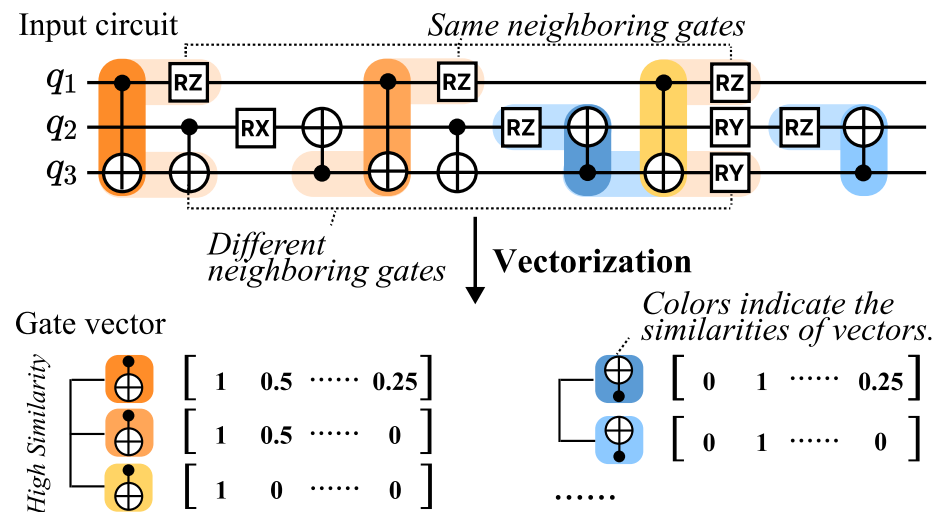 Input circuit
Same neighboring gates
q1 RZ RZ RZ
q2 RX RZ RY RZ
q3 RY
Different
neighboring gates
Vectorization
Colors indicate the
similarities of vectors.
Gate vector
High Similarity
[ 1 0.5 ⋯⋯ 0.25 ]
[ 1 0.5 ⋯⋯ 0 ]
[ 1 0 ⋯⋯ 0 ]
[ 0 1 ⋯⋯ 0.25 ]
[ 0 1 ⋯⋯ 0 ]
⋯⋯